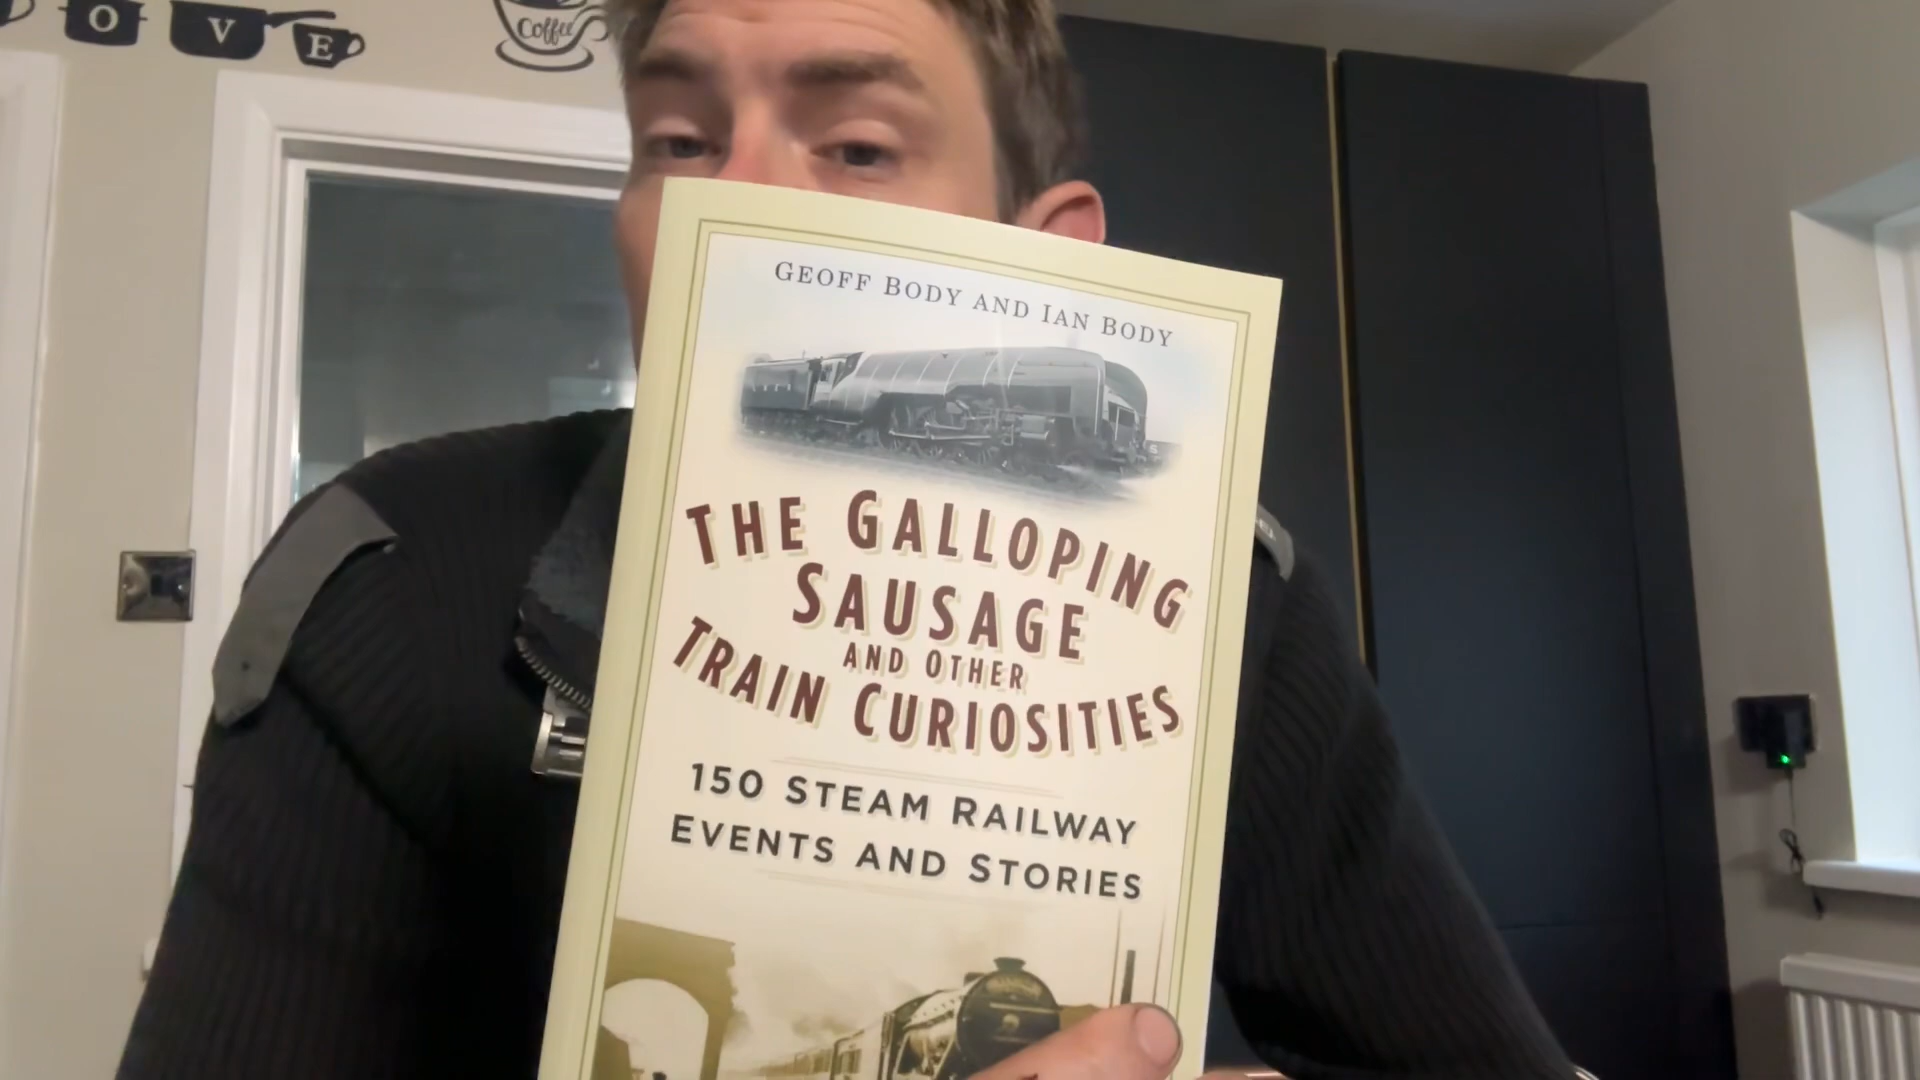 O V E
Coffee
GEOFF BODY AND IAN BODY
THE GALLOPING
SAUSAGE
AND OTHER
TRAIN CURIOSITIES
150 STEAM RAILWAY
EVENTS AND STORIES